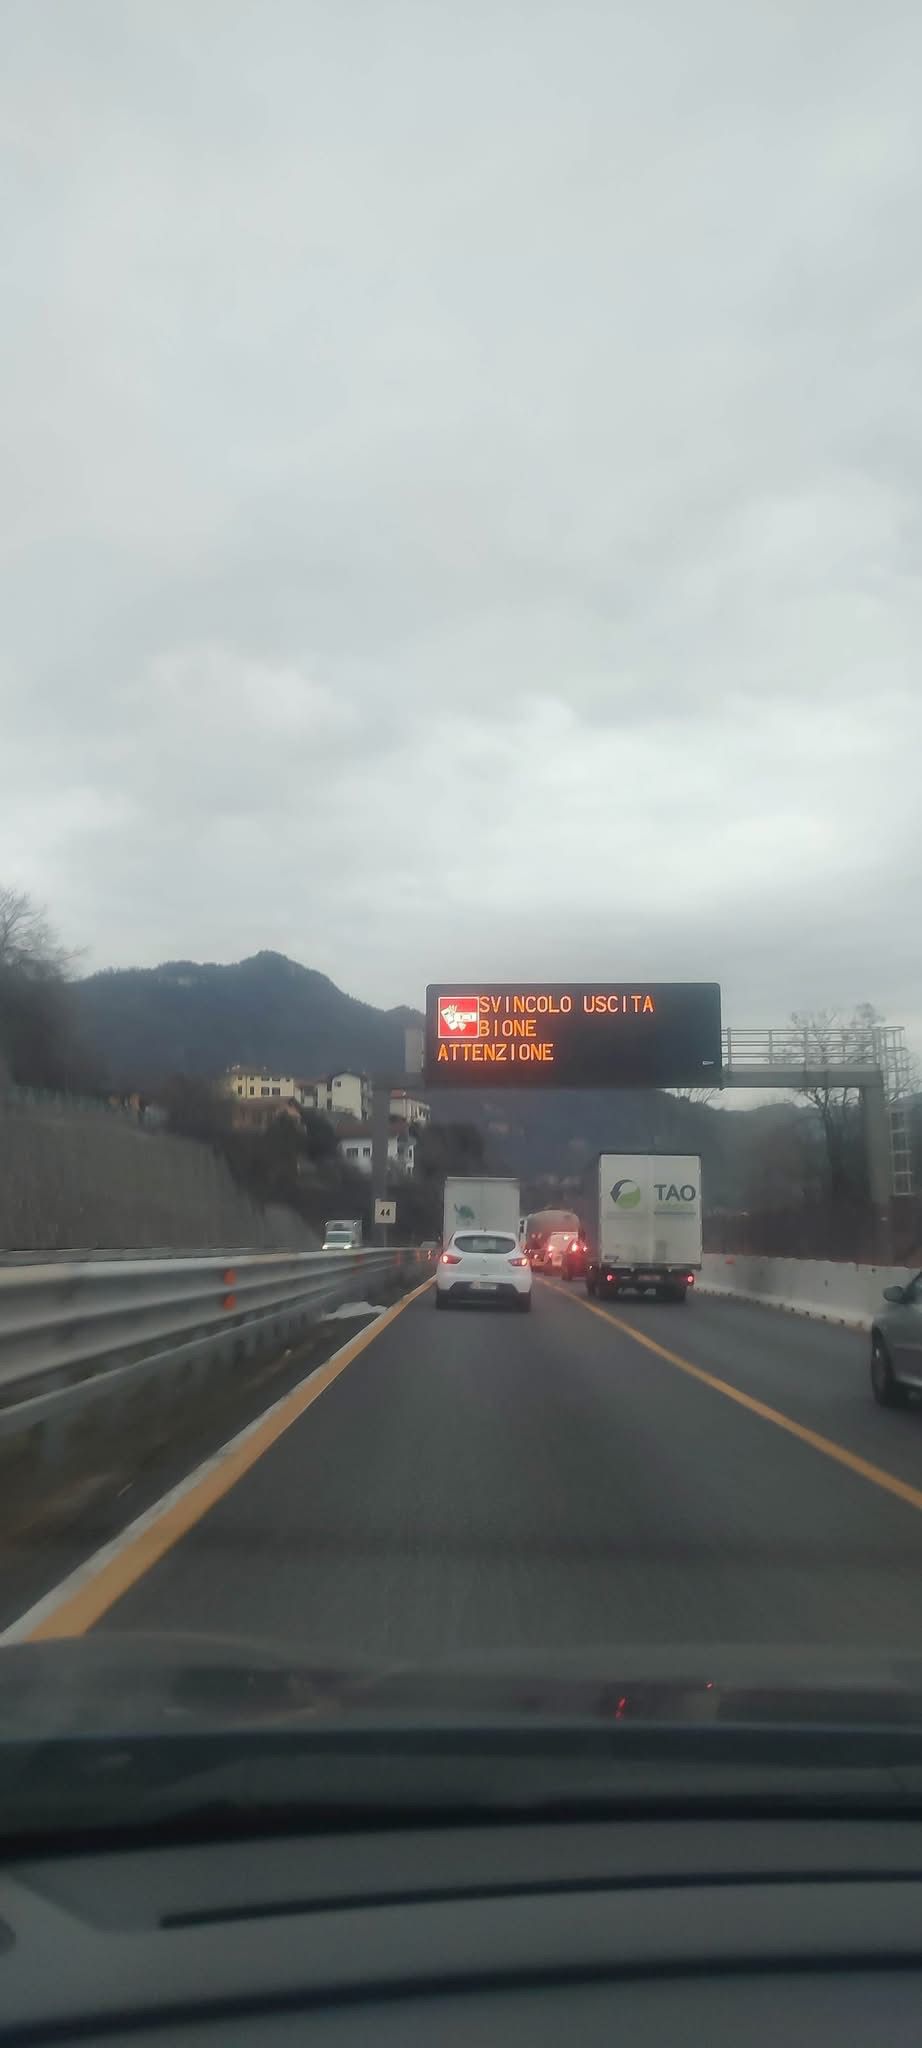 SVINCOLO USCITA
BIONE
ATTENZIONE
TAO
44